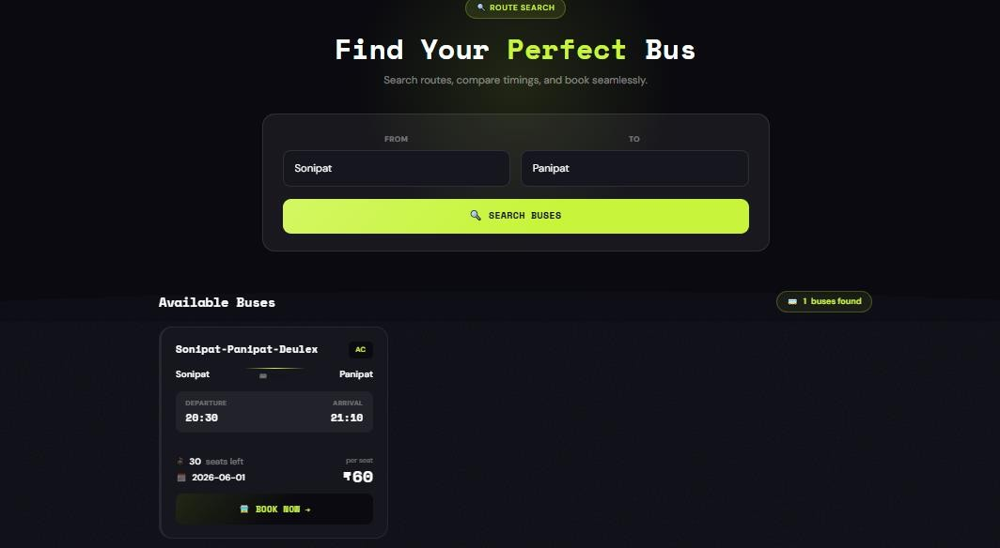 ROUTE SEARCH
Find Your Perfect Bus
Search routes, compare timings, and book seamlessly.
FROM TO
Sonipat Panipat
SEARCH BUSES
Available Buses 1 buses found
Sonipat-Panipat-Deulex AC
Sonipat Panipat
DEPARTURE ARRIVAL
20:30 21:10
30 seats left per seat
2026-06-01 ₹60
BOOK NOW →